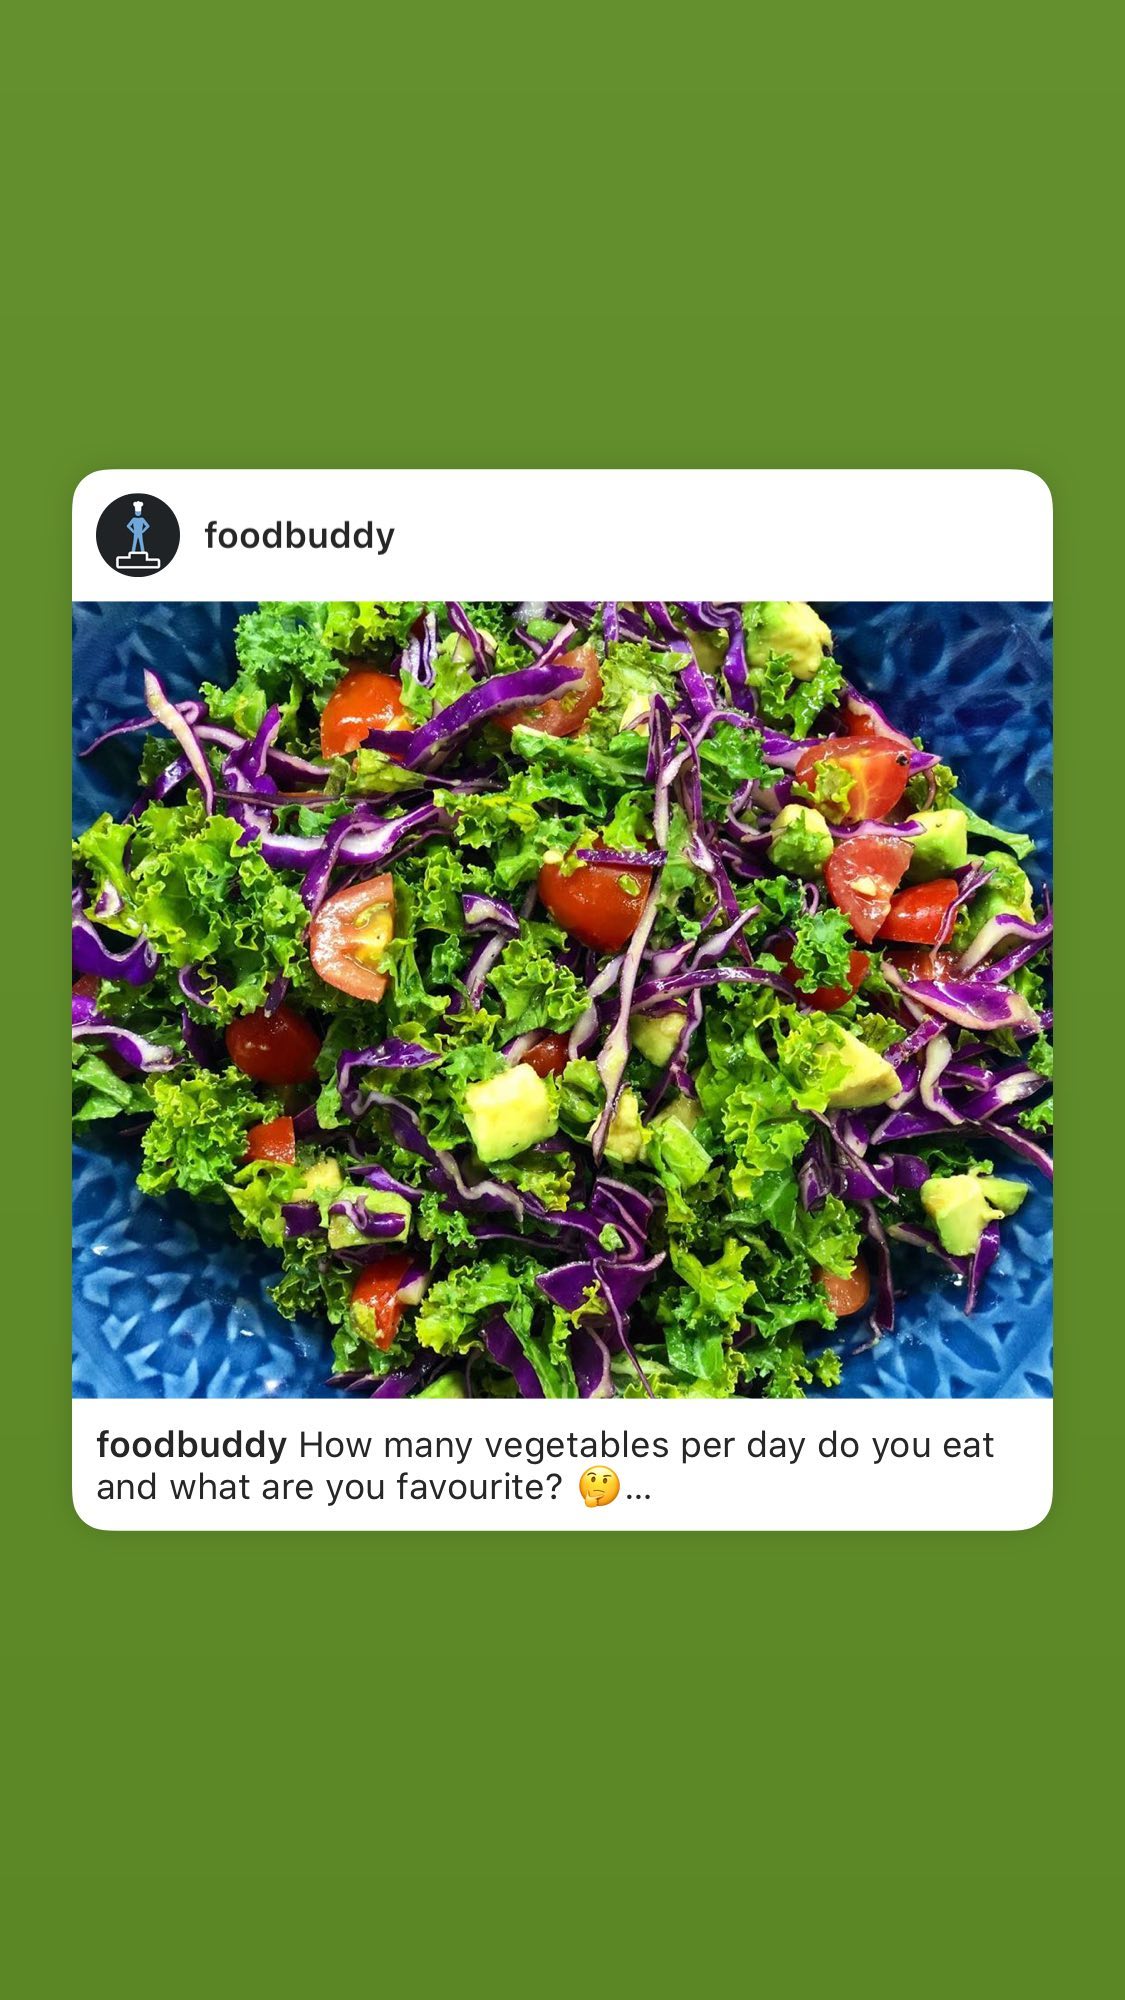 foodbuddy
foodbuddy How many vegetables per day do you eat
and what are you favourite? 🤔...